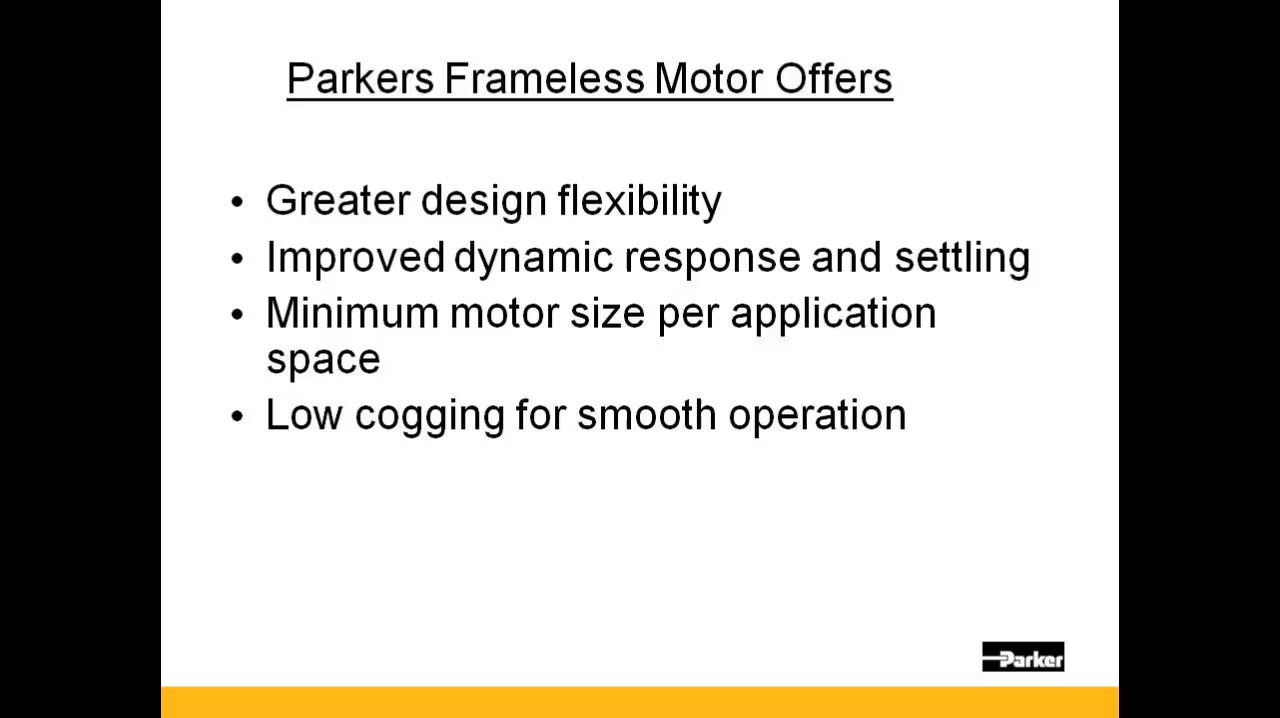 Parkers Frameless Motor Offers
• Greater design flexibility
• Improved dynamic response and settling
• Minimum motor size per application
space
• Low cogging for smooth operation
Parker